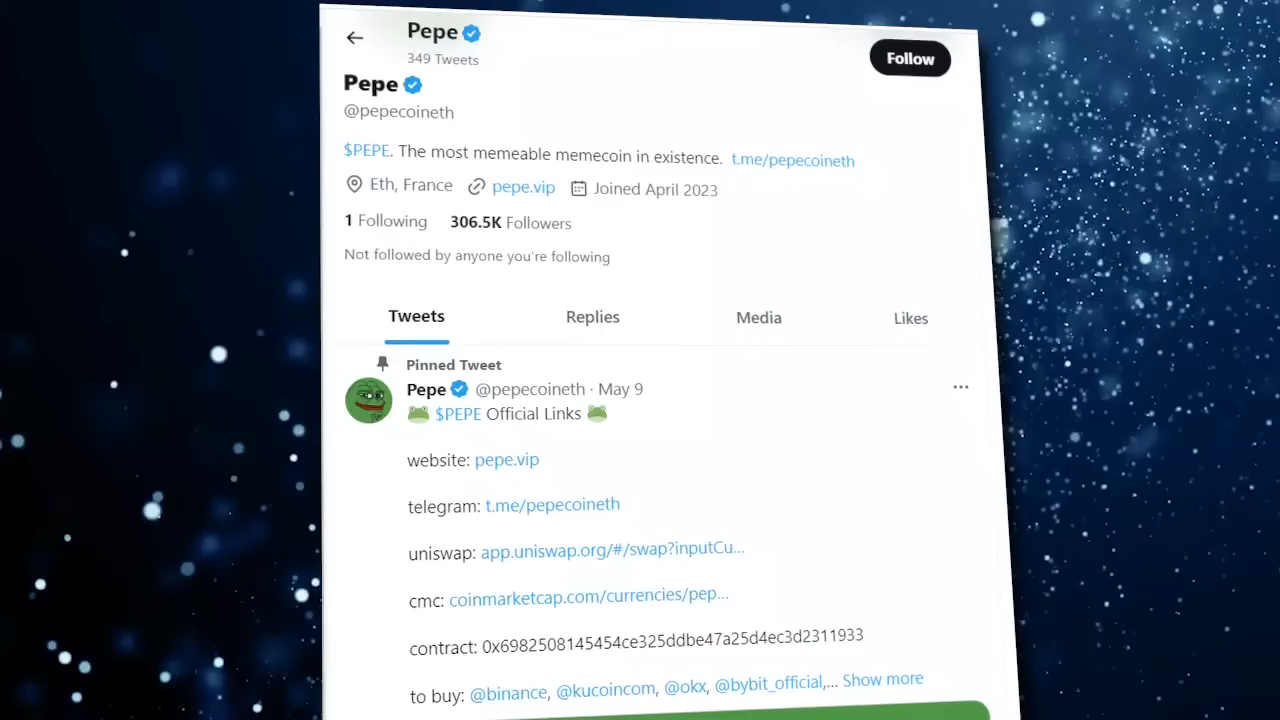 Pepe
349 Tweets
Follow
Pepe
@pepecoineth
$PEPE. The most memeable memecoin in existence. t.me/pepecoineth
Eth, France pepe.vip Joined April 2023
1 Following 306.5K Followers
Not followed by anyone you're following
Tweets Replies Media Likes
Pinned Tweet
Pepe @pepecoineth · May 9
🐸 $PEPE Official Links 🐸
website: pepe.vip
telegram: t.me/pepecoineth
uniswap: app.uniswap.org/#/swap?inputCu...
cmc: coinmarketcap.com/currencies/pep...
contract: 0x6982508145454ce325ddbe47a25d4ec3d2311933
to buy: @binance, @kucoincom, @okx, @bybit_official,... Show more